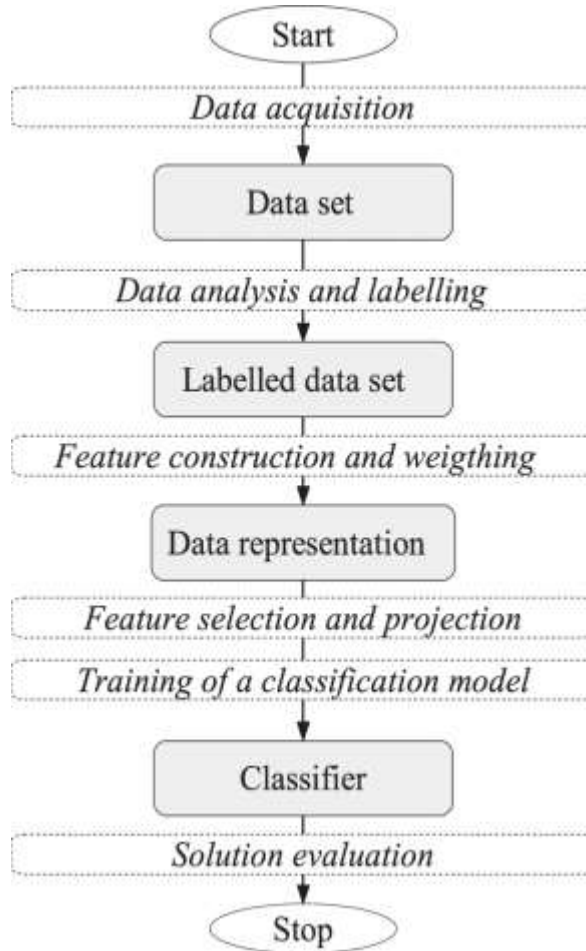 Start
Data acquisition
Data set
Data analysis and labelling
Labelled data set
Feature construction and weigthing
Data representation
Feature selection and projection
Training of a classification model
Classifier
Solution evaluation
Stop